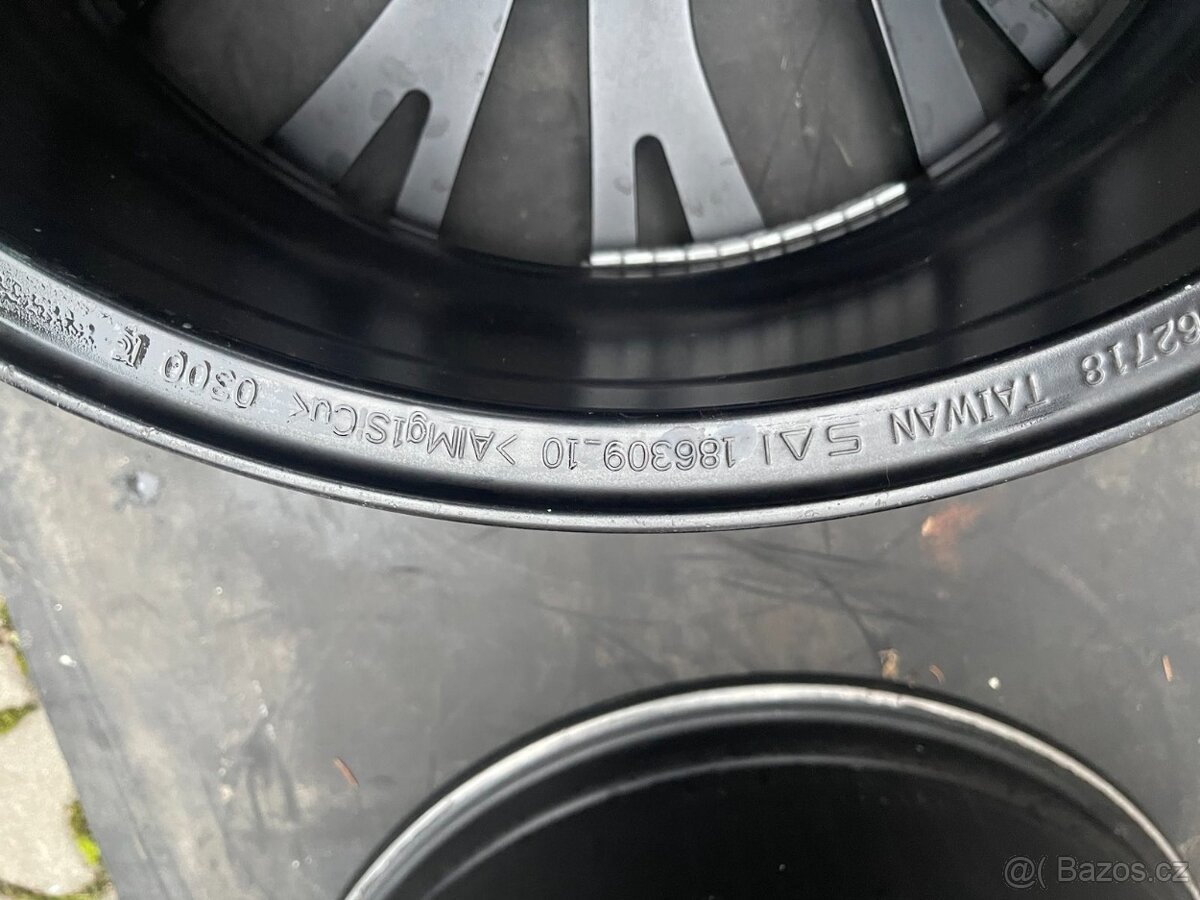 62718 TAIWAN SAI 186309_10 >AlMg1SiCu< 0300
@( Bazos.cz